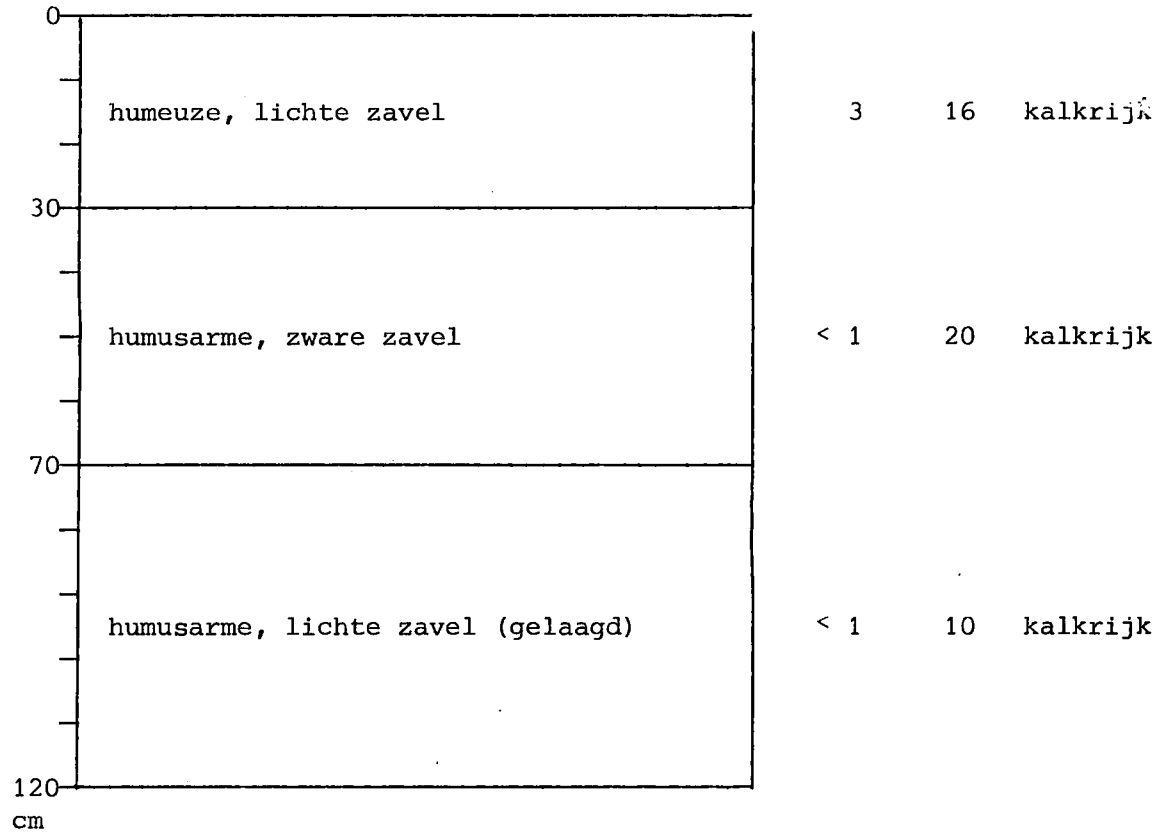 0
humeuze, lichte zavel 3 16 kalkrijk
30
humusarme, zware zavel < 1 20 kalkrijk
70
humusarme, lichte zavel (gelaagd) < 1 10 kalkrijk
120
cm